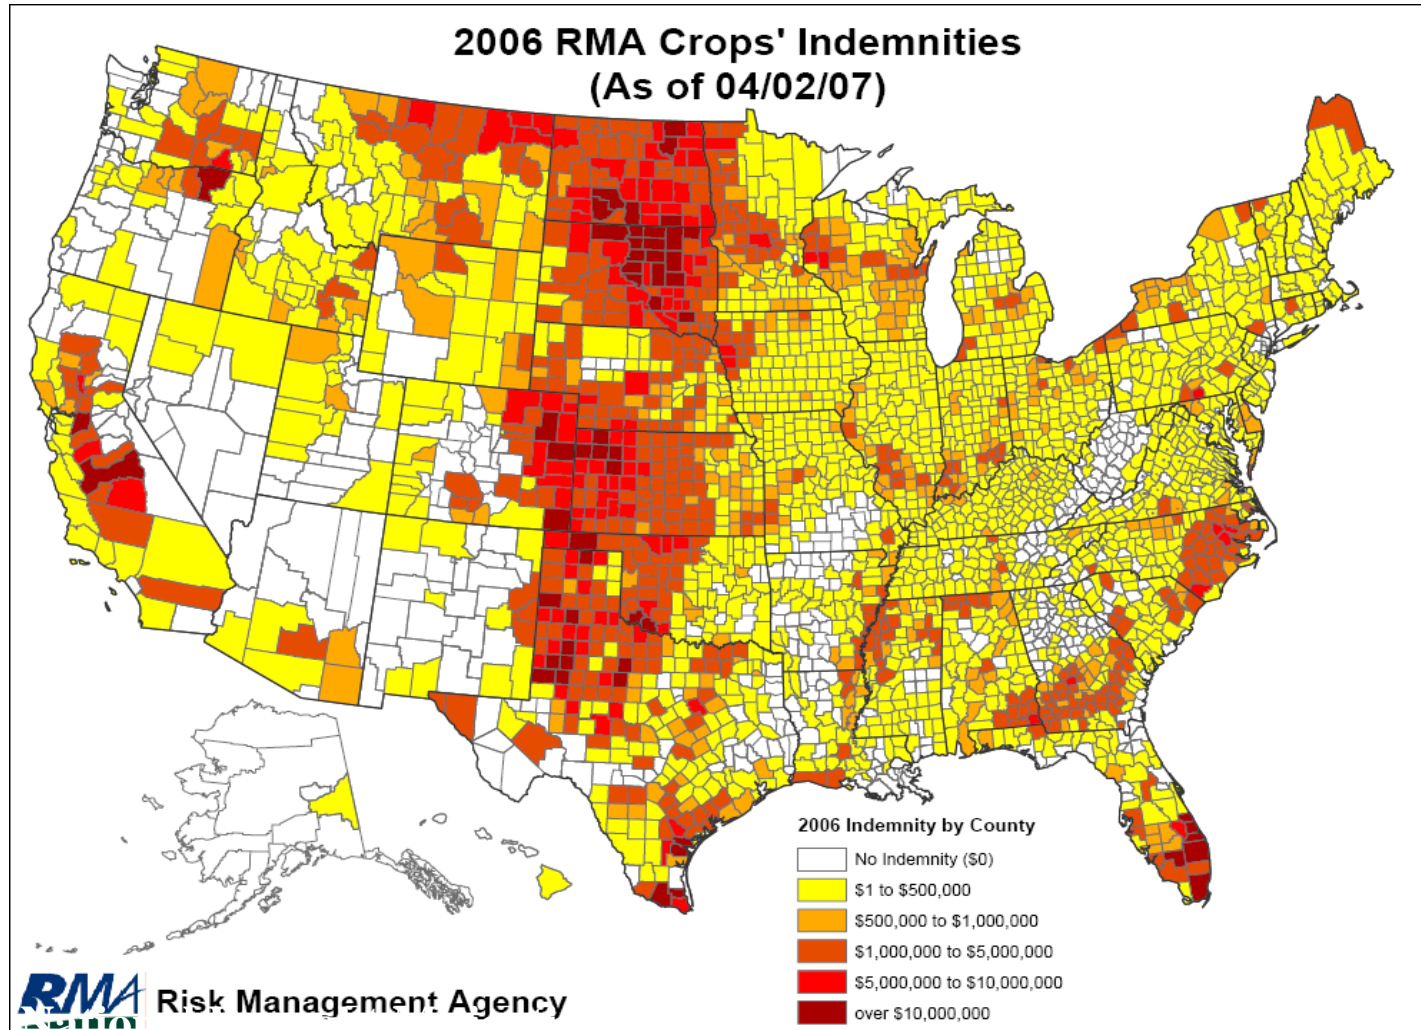 2006 RMA Crops' Indemnities
(As of 04/02/07)
2006 Indemnity by County
No Indemnity ($0)
$1 to $500,000
$500,000 to $1,000,000
$1,000,000 to $5,000,000
$5,000,000 to $10,000,000
over $10,000,000
RMA Risk Management Agency